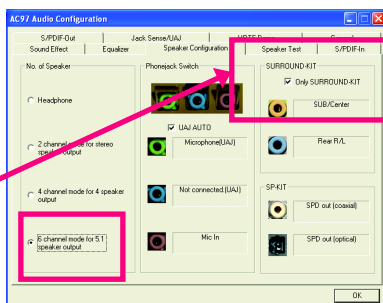 AC97 Audio Configuration
S/PDIF-Out
Jack Sense/UAJ
General
Sound Effect
Equalizer
Speaker Configuration
Speaker Test
S/PDIF-In
No. of Speaker
Headphone
2 channel mode for stereo
speaker output
4 channel mode for 4 speaker
output
6 channel mode for 5.1
speaker output
Phonejack Switch
UAJ AUTO
Microphone(UAJ)
Not connected.(UAJ)
Mic In
SURROUND-KIT
Only SURROUND-KIT
SUB/Center
Rear R/L
SP-KIT
SPD out (coaxial)
SPD out (optical)
OK